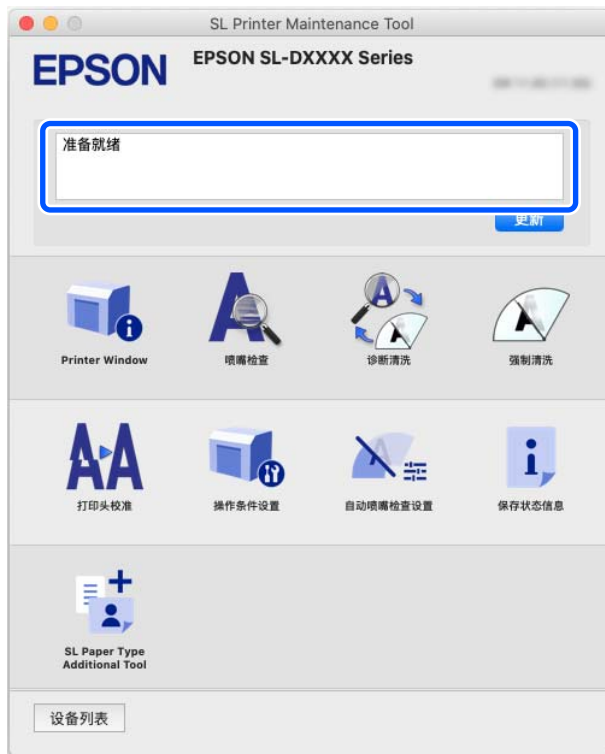 SL Printer Maintenance Tool
EPSON
EPSON SL-DXXXX Series
准备就绪
更新
Printer Window
喷嘴检查
诊断清洗
强制清洗
打印头校准
操作条件设置
自动喷嘴检查设置
保存状态信息
SL Paper Type
Additional Tool
设备列表